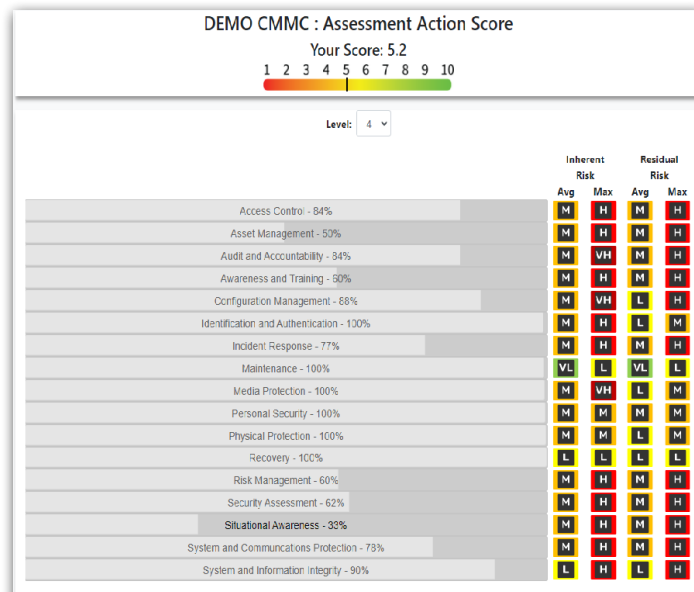 DEMO CMMC : Assessment Action Score
Your Score: 5.2
1 2 3 4 5 6 7 8 9 10
Level: 4
Inherent Residual
Risk Risk
Avg Max Avg Max
Access Control - 84% M H M H
Asset Management - 50% M H M H
Audit and Accountability - 84% M VH M H
Awareness and Training - 60% M H M H
Configuration Management - 88% M VH L H
Identification and Authentication - 100% M H L M
Incident Response - 77% M H M H
Maintenance - 100% VL L VL L
Media Protection - 100% M VH L M
Personal Security - 100% M M M M
Physical Protection - 100% M M L M
Recovery - 100% L L L L
Risk Management - 60% M H M H
Security Assessment - 62% M H M H
Situational Awareness - 33% M H M H
System and Communcations Protection - 78% M H M H
System and Information Integrity - 90% L H L H